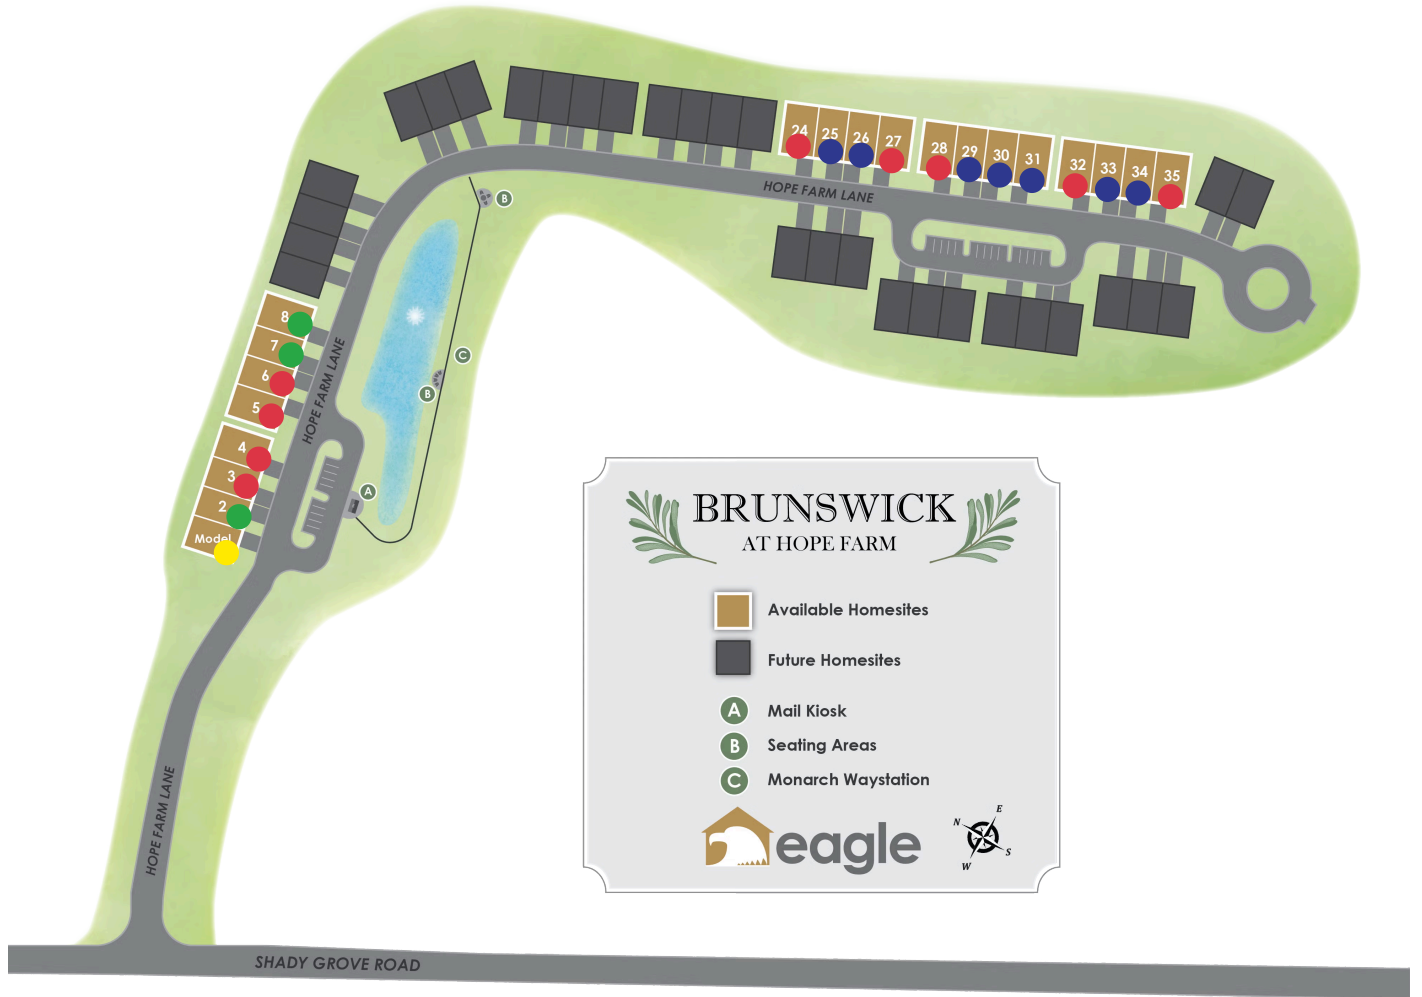 24
25
26
27
28
29
30
31
32
33
34
35
HOPE FARM LANE
B
8
7
6
5
HOPE FARM LANE
C
B
4
3
2
Model
A
BRUNSWICK
AT HOPE FARM
Available Homesites
Future Homesites
A Mail Kiosk
B Seating Areas
C Monarch Waystation
eagle
N
E
S
W
HOPE FARM LANE
SHADY GROVE ROAD